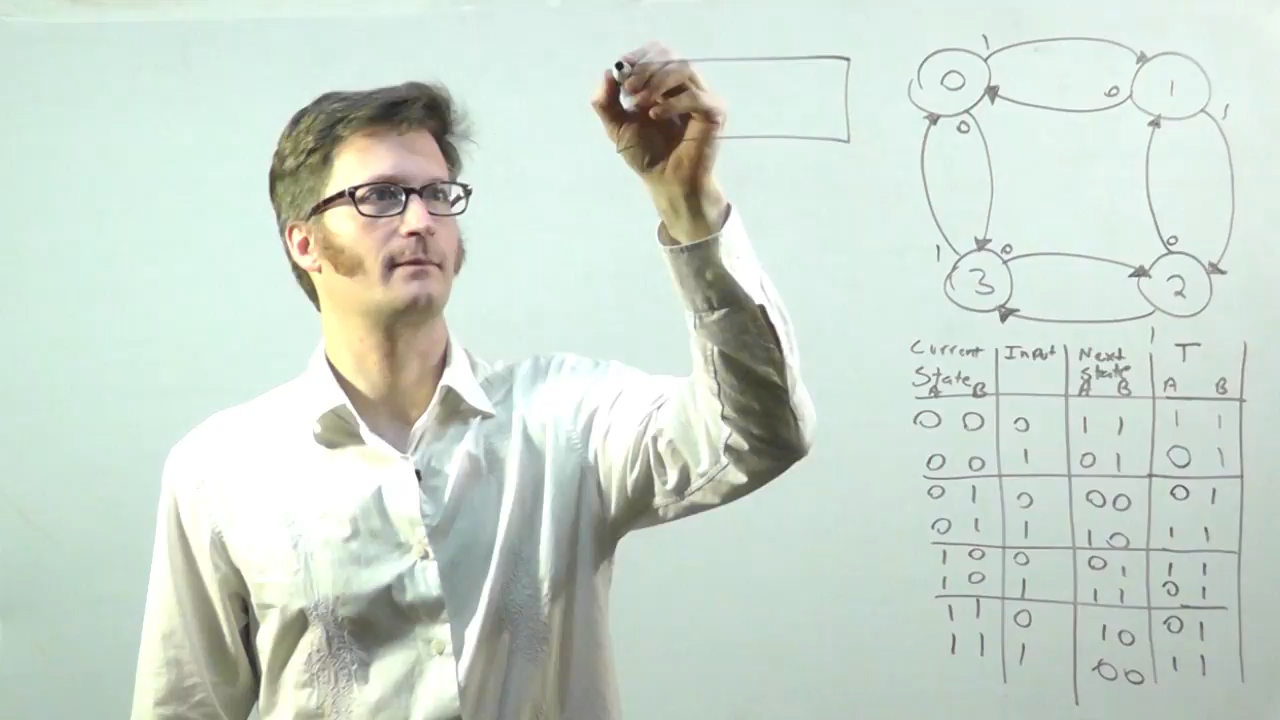 1
0 0 1
0 1
1 0 0
3 2
1
Current Input Next T
State State
A B A B A B
0 0 0 1 1 1 1
0 0 1 0 1 0 1
0 1 0 0 0 0 1
0 1 1 1 0 1 1
1 0 0 0 1 1 1
1 0 1 1 1 0 1
1 1 0 1 0 0 1
1 1 1 0 0 1 1